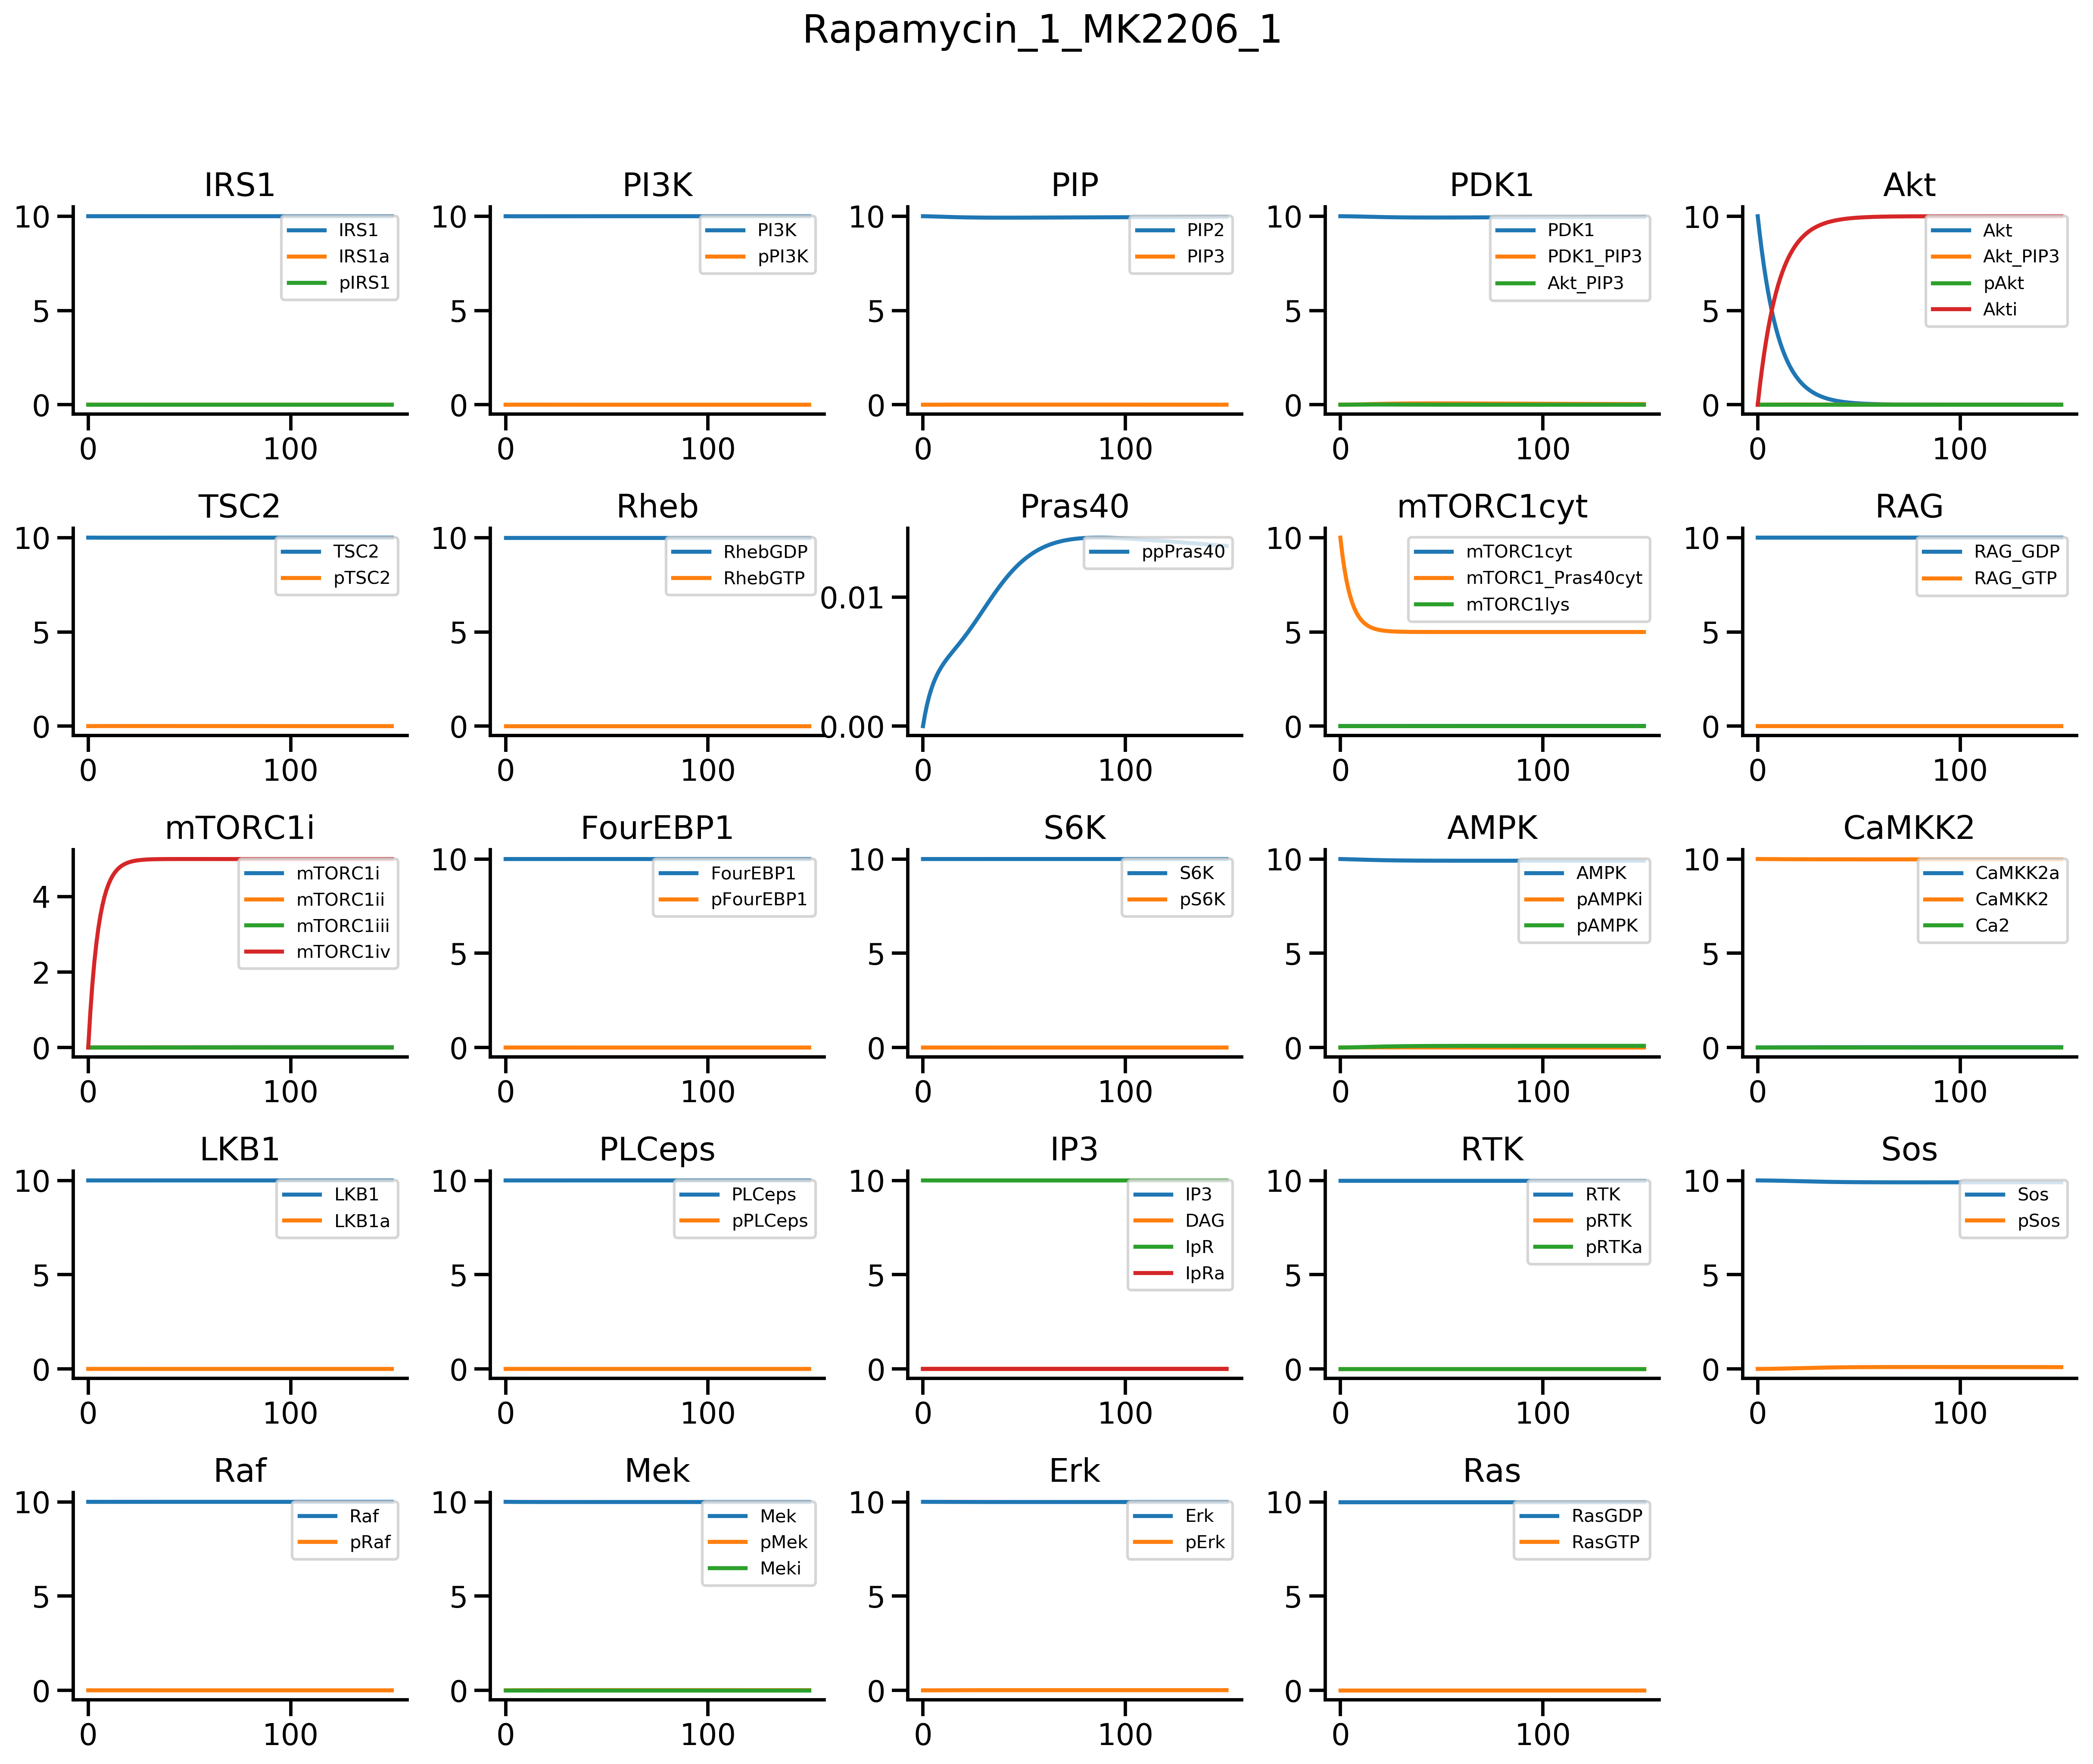 Rapamycin_1_MK2206_1
IRS1
10
5
0
0
100
IRS1
IRS1a
pIRS1
PI3K
10
5
0
0
100
PI3K
pPI3K
PIP
10
5
0
0
100
PIP2
PIP3
PDK1
10
5
0
0
100
PDK1
PDK1_PIP3
Akt_PIP3
Akt
10
5
0
0
100
Akt
Akt_PIP3
pAkt
Akti
TSC2
10
5
0
0
100
TSC2
pTSC2
Rheb
10
5
0
0
100
RhebGDP
RhebGTP
Pras40
0.01
0.00
0
100
ppPras40
mTORC1cyt
10
5
0
0
100
mTORC1cyt
mTORC1_Pras40cyt
mTORC1lys
RAG
10
5
0
0
100
RAG_GDP
RAG_GTP
mTORC1i
4
2
0
0
100
mTORC1i
mTORC1ii
mTORC1iii
mTORC1iv
FourEBP1
10
5
0
0
100
FourEBP1
pFourEBP1
S6K
10
5
0
0
100
S6K
pS6K
AMPK
10
5
0
0
100
AMPK
pAMPKi
pAMPK
CaMKK2
10
5
0
0
100
CaMKK2a
CaMKK2
Ca2
LKB1
10
5
0
0
100
LKB1
LKB1a
PLCeps
10
5
0
0
100
PLCeps
pPLCeps
IP3
10
5
0
0
100
IP3
DAG
IpR
IpRa
RTK
10
5
0
0
100
RTK
pRTK
pRTKa
Sos
10
5
0
0
100
Sos
pSos
Raf
10
5
0
0
100
Raf
pRaf
Mek
10
5
0
0
100
Mek
pMek
Meki
Erk
10
5
0
0
100
Erk
pErk
Ras
10
5
0
0
100
RasGDP
RasGTP